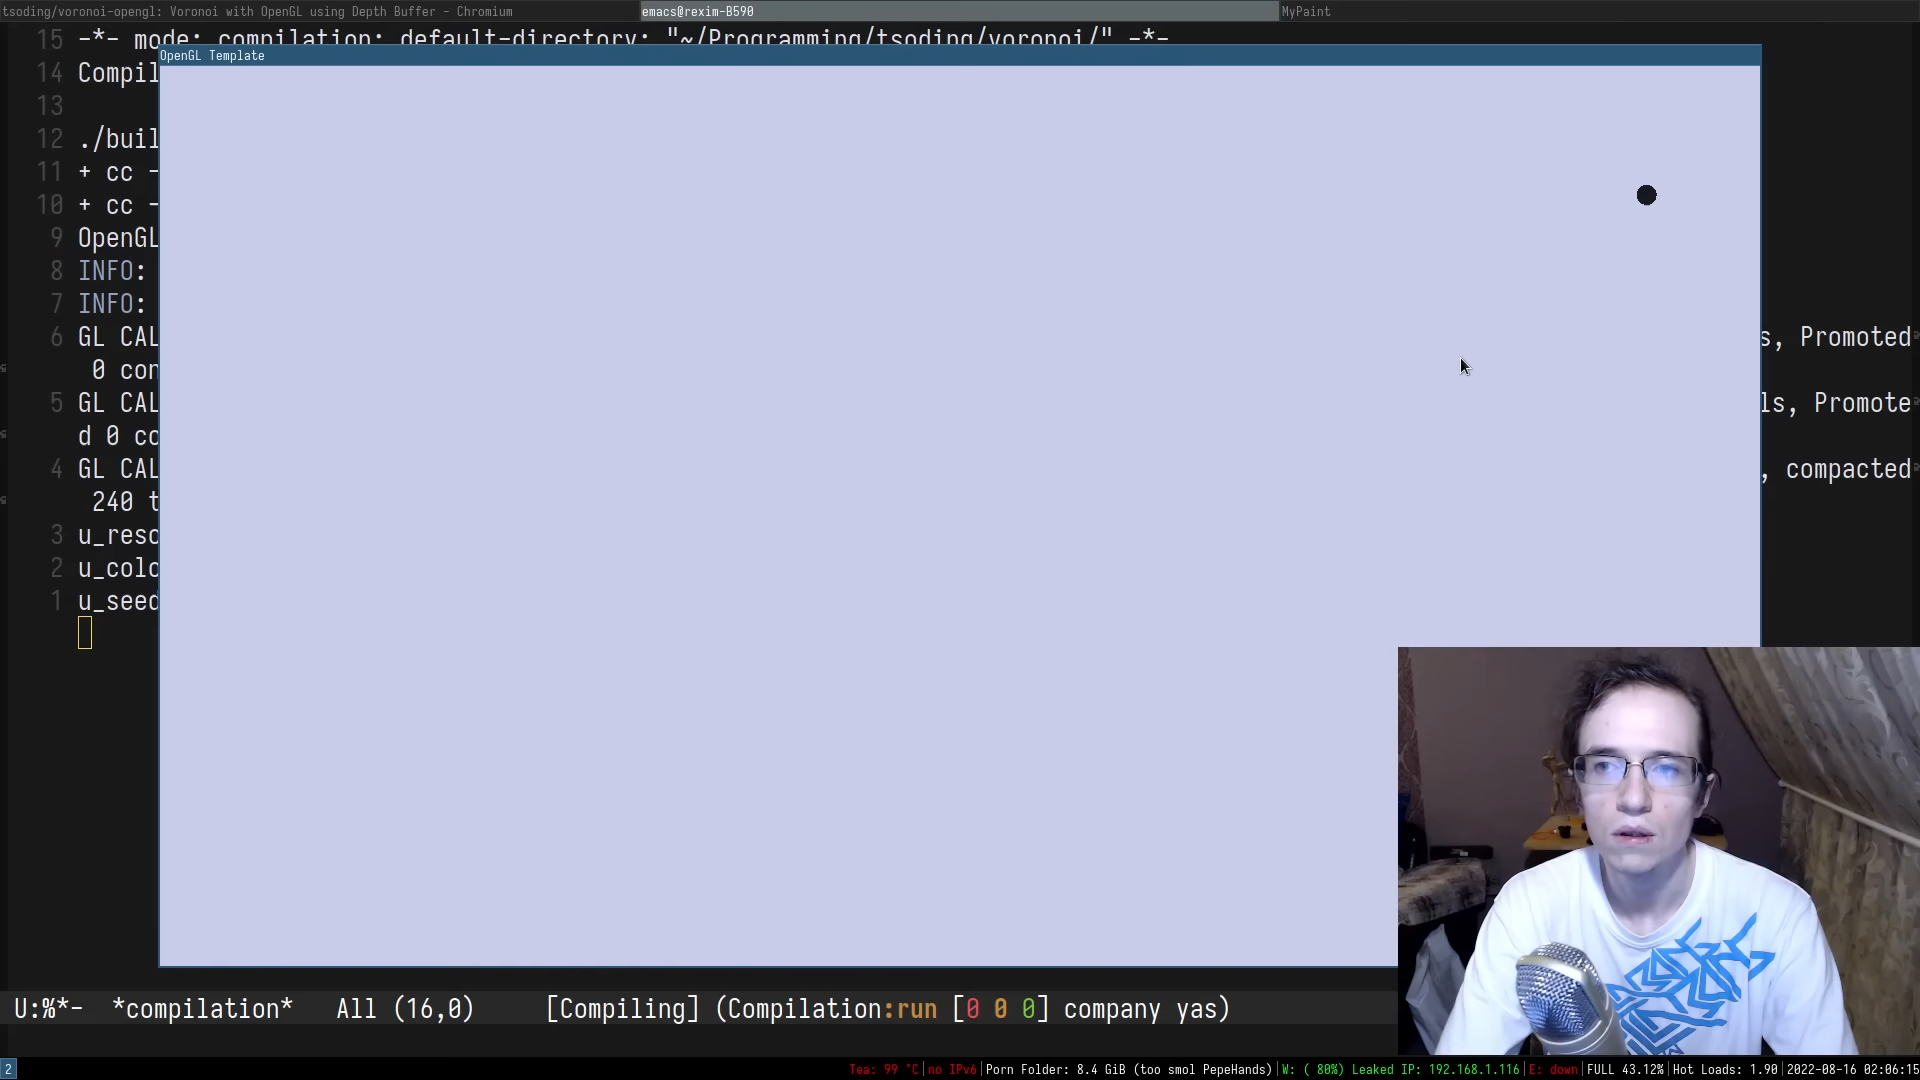 tsoding/voronoi-opengl: Voronoi with OpenGL using Depth Buffer - Chromium
emacs@rexim-B590
MyPaint
15 -*- mode: compilation; default-directory: "~/Programming/tsoding/voronoi/" -*-
OpenGL Template
14 Compil
13
12 ./buil
11 + cc -
10 + cc -
9 OpenGL
8 INFO:
7 INFO:
6 GL CAL s, Promoted
0 con
5 GL CAL ls, Promote
d 0 co
4 GL CAL , compacted
240 t
3 u_reso
2 u_colo
1 u_seed
U:%*- *compilation* All (16,0) [Compiling] (Compilation:run [0 0 0] company yas)
2 Tea: 99 °C|no IPv6|Porn Folder: 8.4 GiB (too smol PepeHands)|W: ( 80%) Leaked IP: 192.168.1.116|E: down|FULL 43.12%|Hot Loads: 1.90|2022-08-16 02:06:15